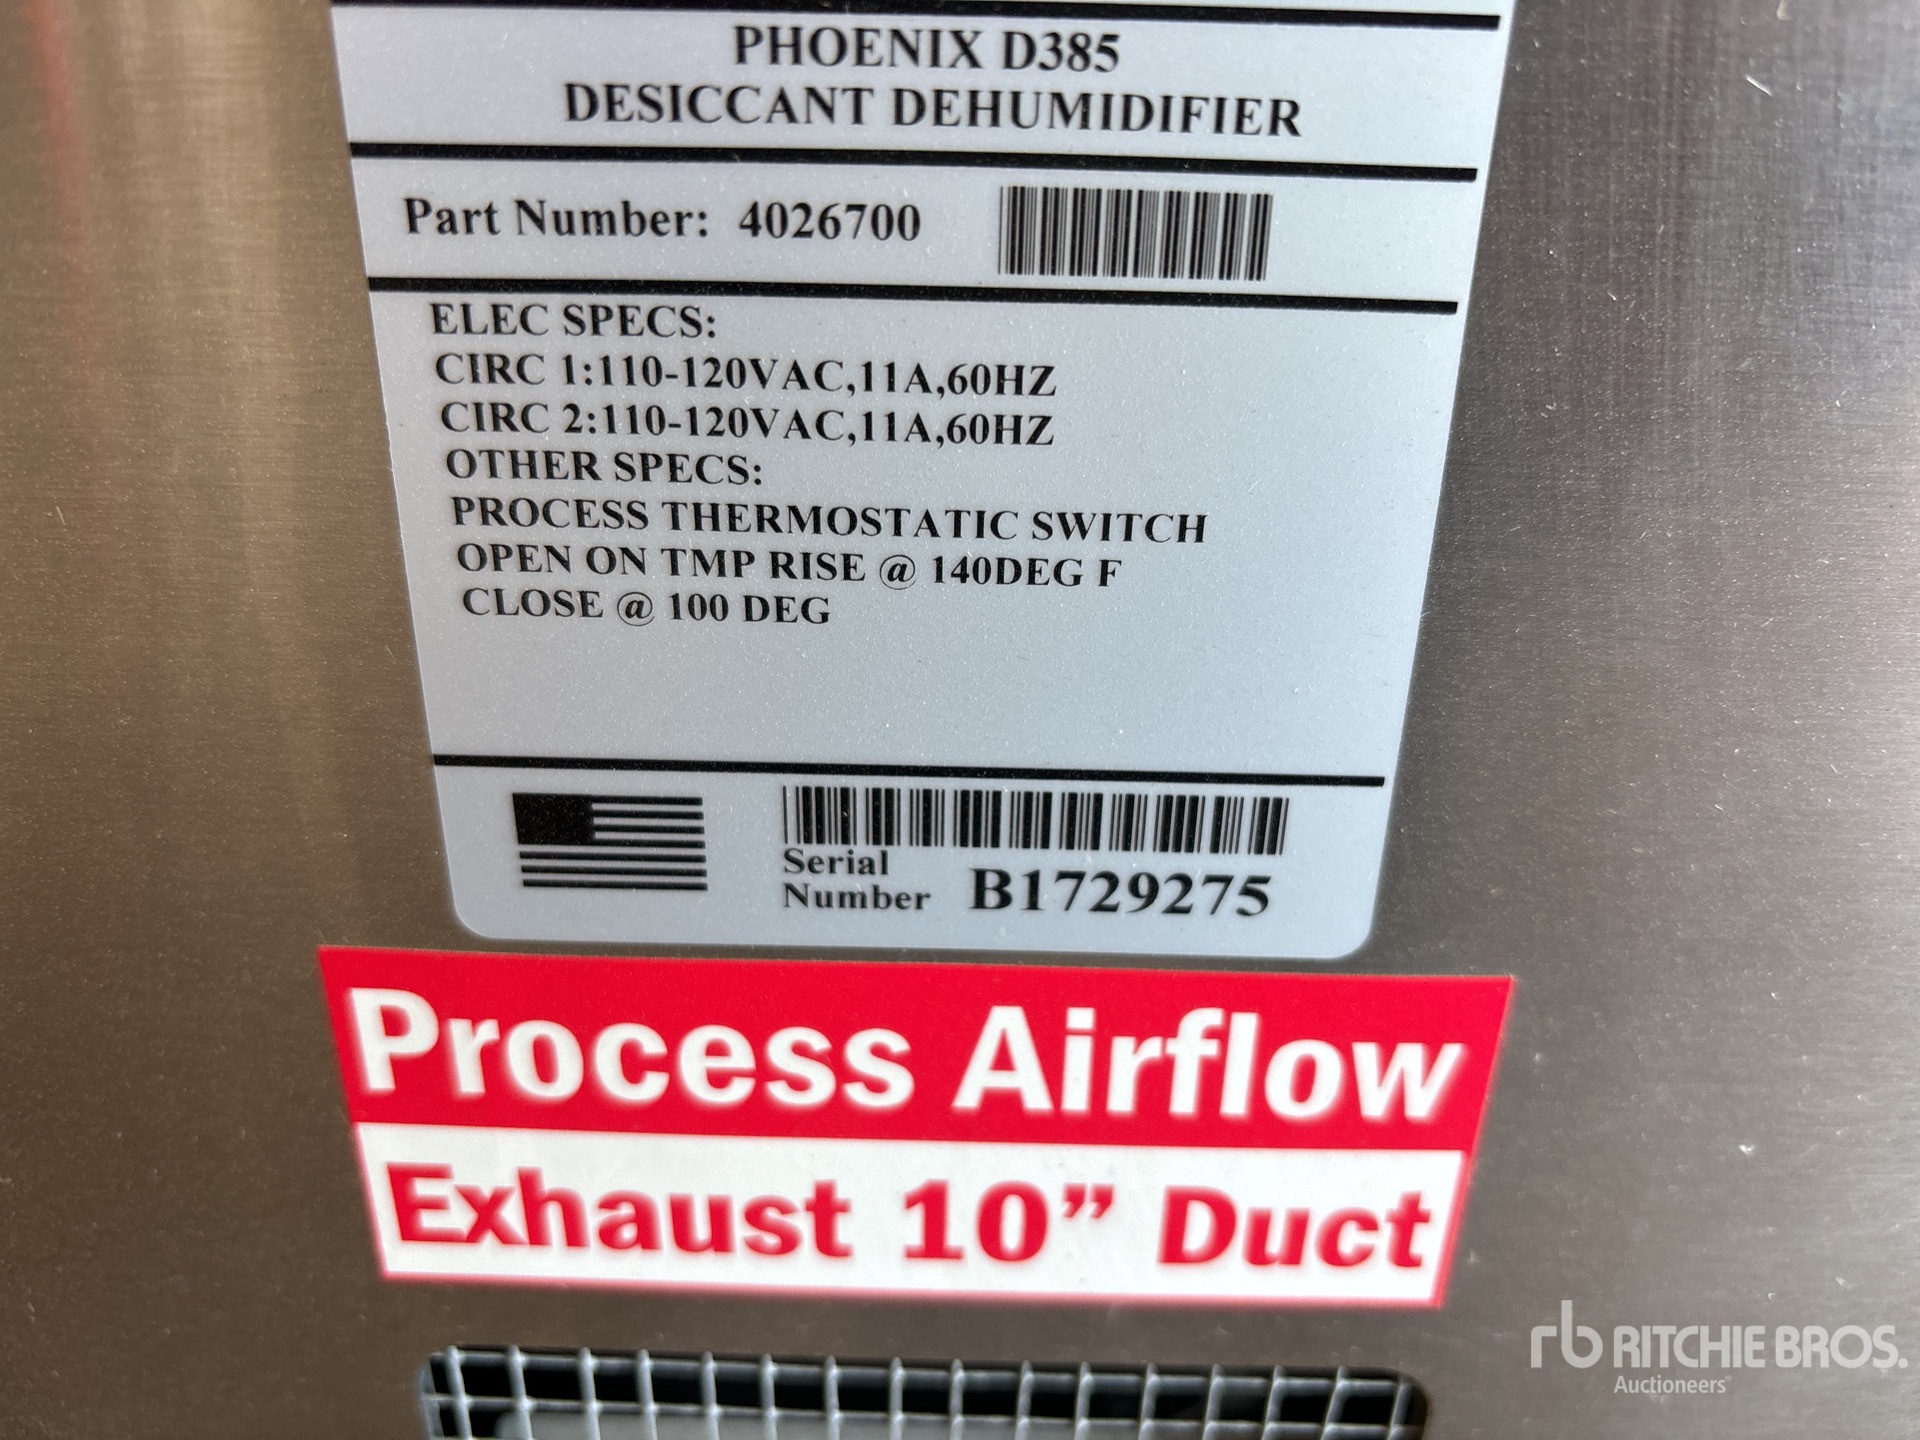 PHOENIX D385
DESICCANT DEHUMIDIFIER
Part Number: 4026700
ELEC SPECS:
CIRC 1:110-120VAC,11A,60HZ
CIRC 2:110-120VAC,11A,60HZ
OTHER SPECS:
PROCESS THERMOSTATIC SWITCH
OPEN ON TMP RISE @ 140DEG F
CLOSE @ 100 DEG
Serial
Number B1729275
Process Airflow
Exhaust 10” Duct
rb RITCHIE BROS.
Auctioneers